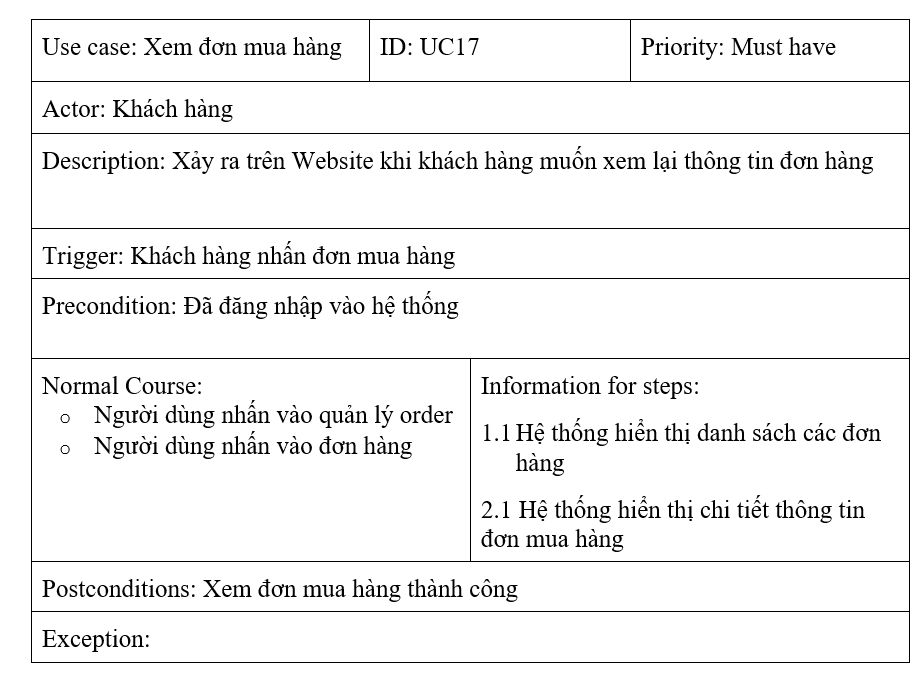 Use case: Xem đơn mua hàng
ID: UC17
Priority: Must have
Actor: Khách hàng
Description: Xảy ra trên Website khi khách hàng muốn xem lại thông tin đơn hàng
Trigger: Khách hàng nhấn đơn mua hàng
Precondition: Đã đăng nhập vào hệ thống
Normal Course:
o Người dùng nhấn vào quản lý order
o Người dùng nhấn vào đơn hàng
Information for steps:
1.1 Hệ thống hiển thị danh sách các đơn
hàng
2.1 Hệ thống hiển thị chi tiết thông tin
đơn mua hàng
Postconditions: Xem đơn mua hàng thành công
Exception: